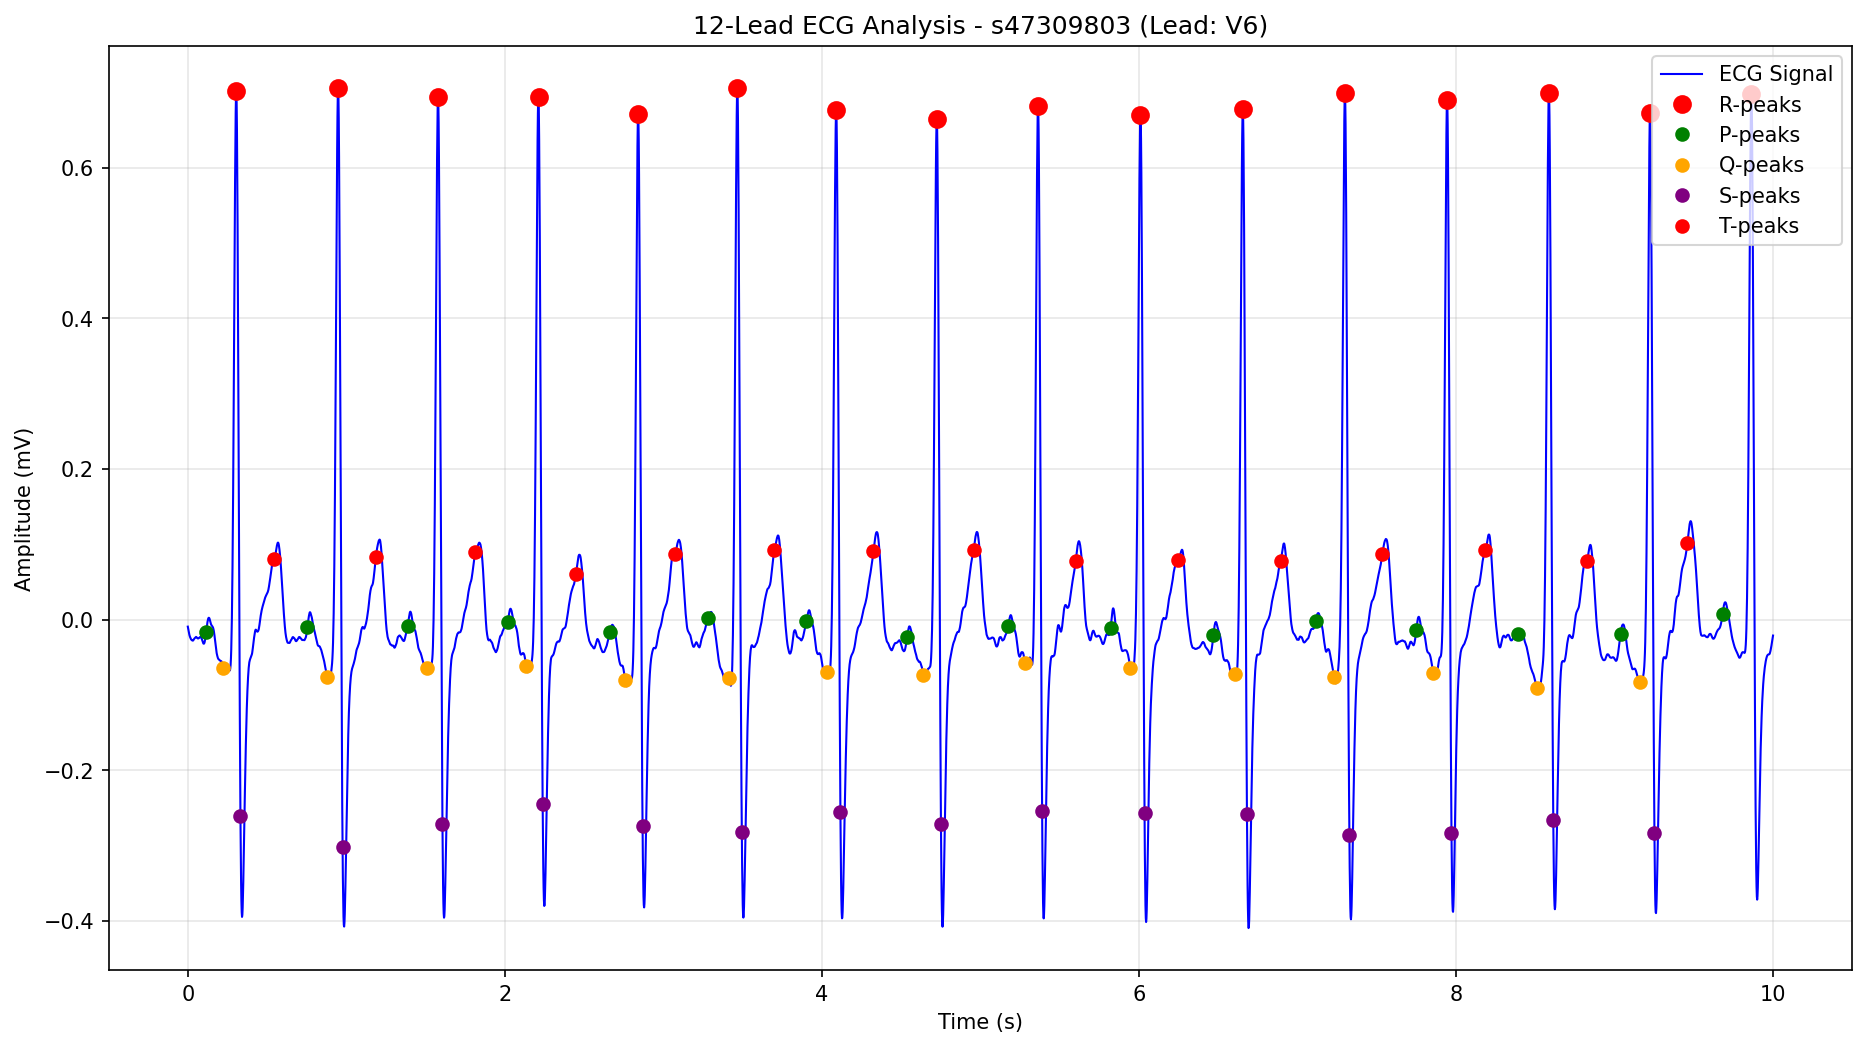 12-Lead ECG Analysis - s47309803 (Lead: V6)
ECG Signal
R-peaks
P-peaks
Q-peaks
S-peaks
T-peaks
Amplitude (mV)
0.6
0.4
0.2
0.0
−0.2
−0.4
0 2 4 6 8 10
Time (s)